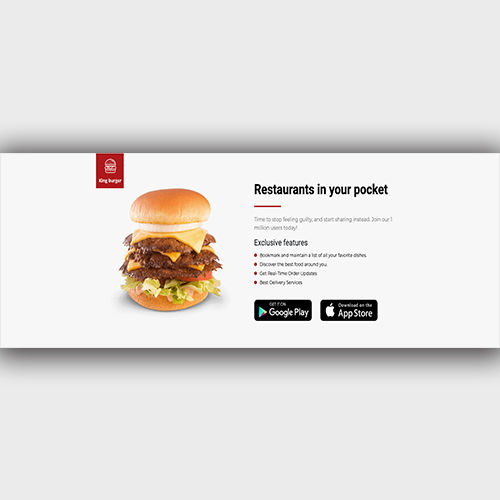 King burger
Restaurants in your pocket
Time to stop feeling guilty, and start sharing instead. Join our 1
million users today!
Exclusive features
Bookmark and maintain a list of all your favorite dishes.
Discover the best food around you.
Get Real-Time Order Updates
Best Delivery Services
GET IT ON
Google Play
Download on the
App Store